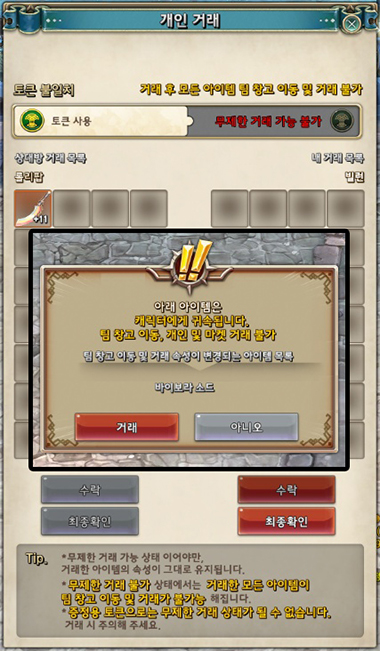 개인 거래
토큰 불일치 거래 후 모든 아이템 팀 창고 이동 및 거래 불가
토큰 사용 무제한 거래 가능 불가
상대방 거래 목록 내 거래 목록
롤리팝 빌현
+11
아래 아이템은
캐릭터에게 귀속됩니다.
팀 창고 이동, 개인 및 마켓 거래 불가
팀 창고 이동 및 거래 속성이 변경되는 아이템 목록
바이보라 소드
거래 아니오
수락 수락
최종확인 최종확인
Tip. *무제한 거래 가능 상태 이어야만,
거래한 아이템의 속성이 그대로 유지됩니다.
*무제한 거래 불가 상태에서는 거래한 모든 아이템이
팀 창고 이동 및 거래가 불가능 해집니다.
*증정용 토큰으로는 무제한 거래 상태가 될 수 없습니다.
거래 시 주의해 주세요.